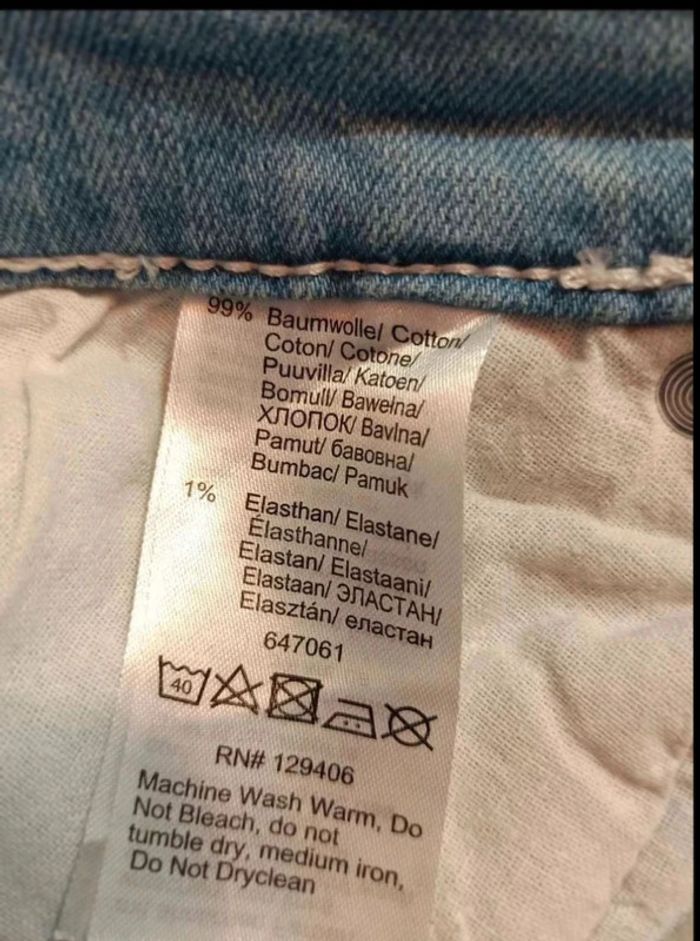 99% Baumwolle/ Cotton/
Coton/ Cotone/
Puuvilla/ Katoen/
Bomull/ Bawełna/
ХЛОПОК/ Bavlna/
Pamut/ бавовна/
Bumbac/ Pamuk
1% Elasthan/ Elastane/
Élasthanne/
Elastan/ Elastaani/
Elastaan/ ЭЛАСТАН/
Elasztán/ еластан
647061
40
RN# 129406
Machine Wash Warm, Do
Not Bleach, do not
tumble dry, medium iron,
Do Not Dryclean